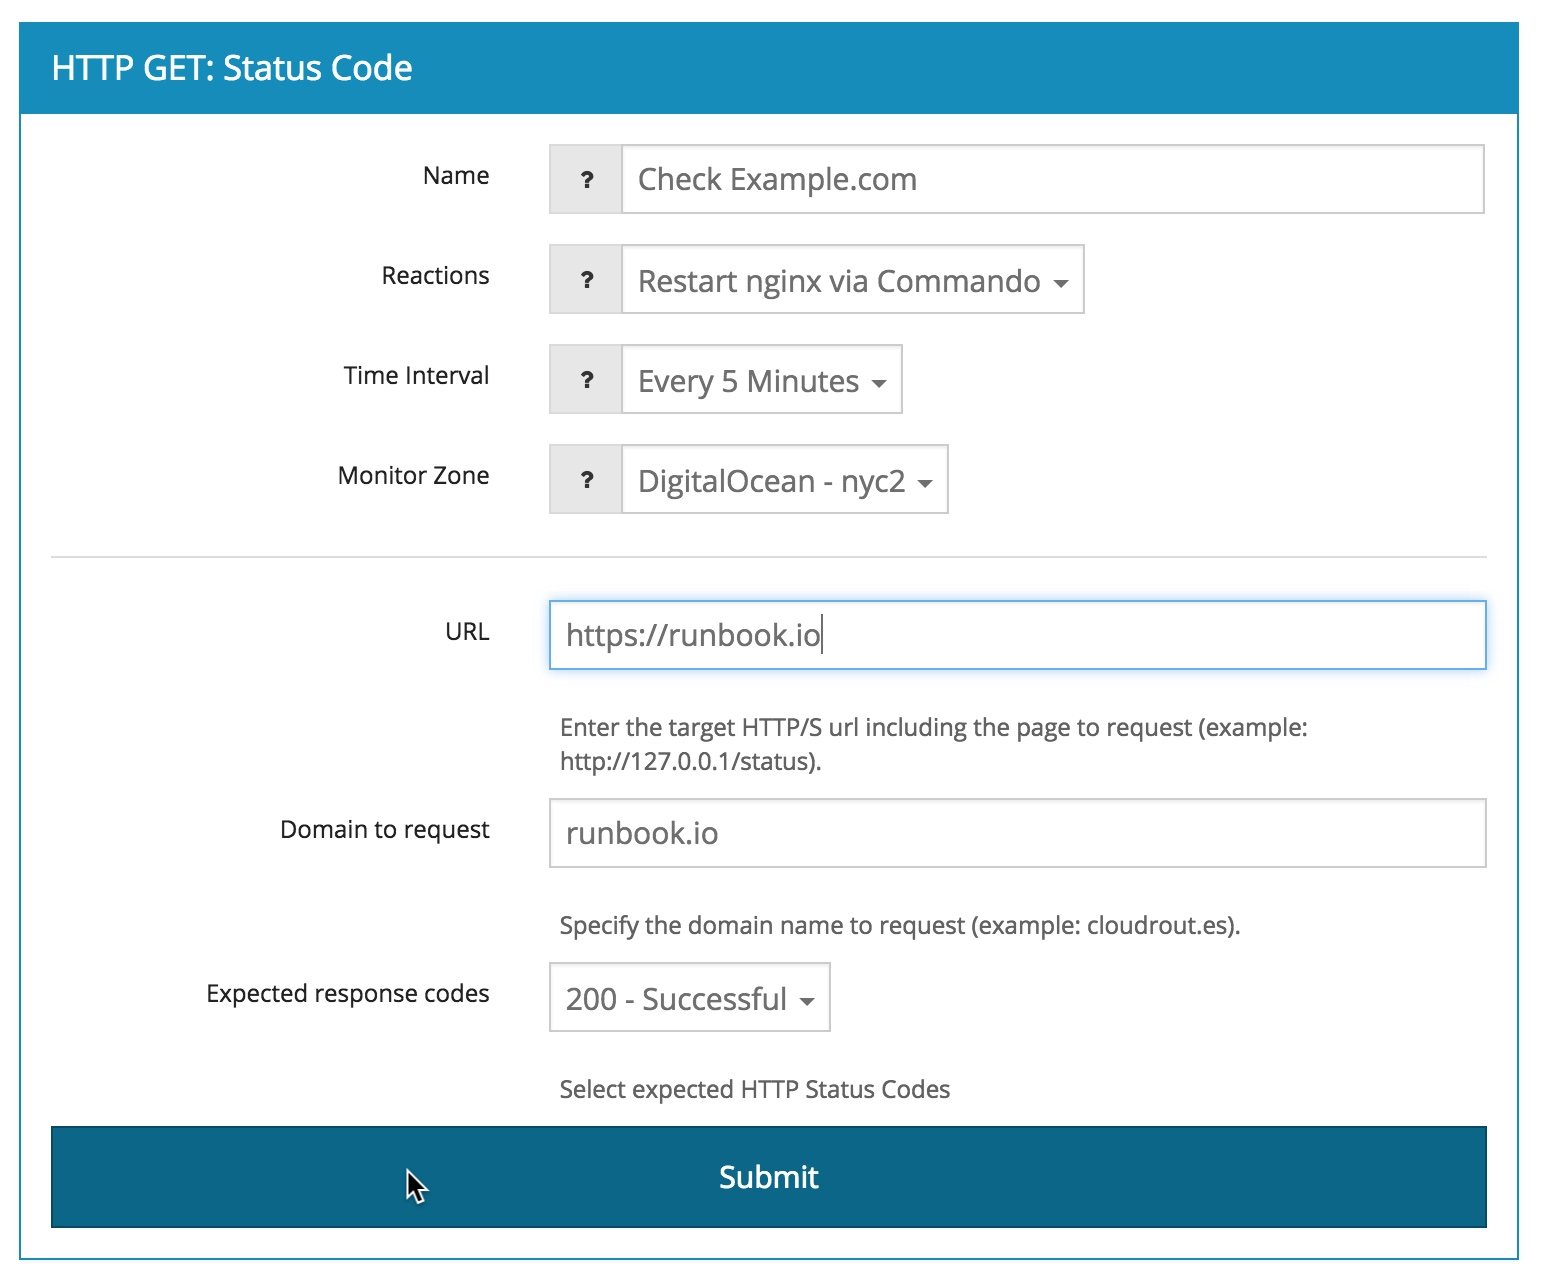 HTTP GET: Status Code
Name
? Check Example.com
Reactions
? Restart nginx via Commando
Time Interval
? Every 5 Minutes
Monitor Zone
? DigitalOcean - nyc2
URL
https://runbook.io
Enter the target HTTP/S url including the page to request (example:
http://127.0.0.1/status).
Domain to request
runbook.io
Specify the domain name to request (example: cloudrout.es).
Expected response codes
200 - Successful
Select expected HTTP Status Codes
Submit